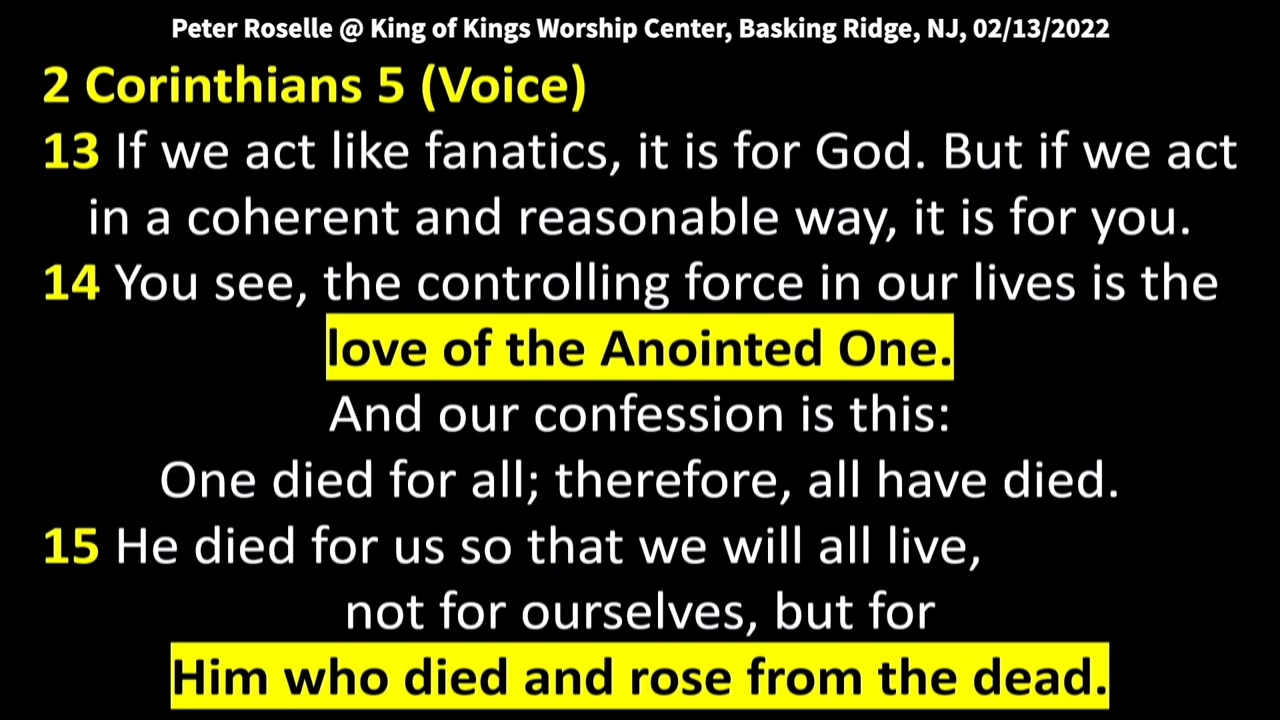 Peter Roselle @ King of Kings Worship Center, Basking Ridge, NJ, 02/13/2022
2 Corinthians 5 (Voice)
13 If we act like fanatics, it is for God. But if we act
in a coherent and reasonable way, it is for you.
14 You see, the controlling force in our lives is the
love of the Anointed One.
And our confession is this:
One died for all; therefore, all have died.
15 He died for us so that we will all live,
not for ourselves, but for
Him who died and rose from the dead.